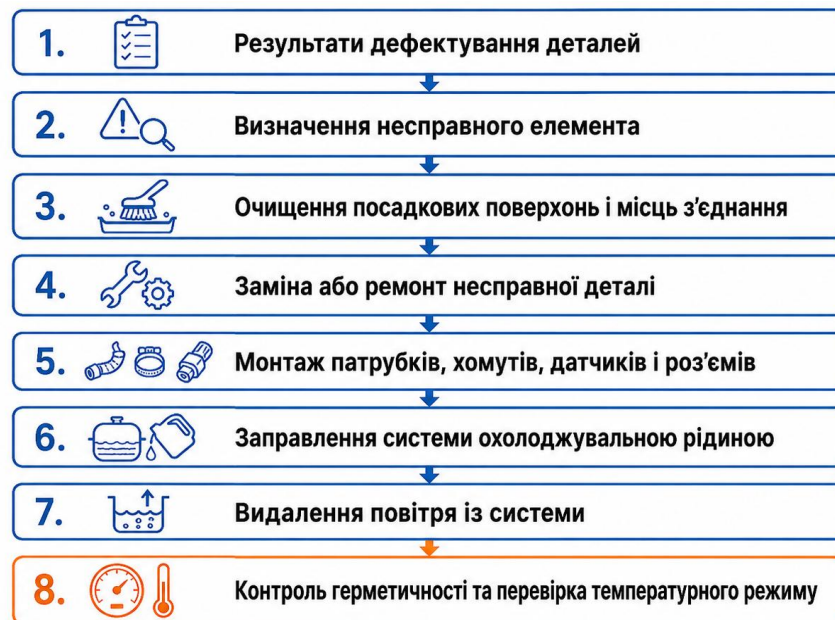 1. Результати дефектування деталей
2. Визначення несправного елемента
3. Очищення посадкових поверхонь і місць з’єднання
4. Заміна або ремонт несправної деталі
5. Монтаж патрубків, хомутів, датчиків і роз’ємів
6. Заправлення системи охолоджувальною рідиною
7. Видалення повітря із системи
8. Контроль герметичності та перевірка температурного режиму